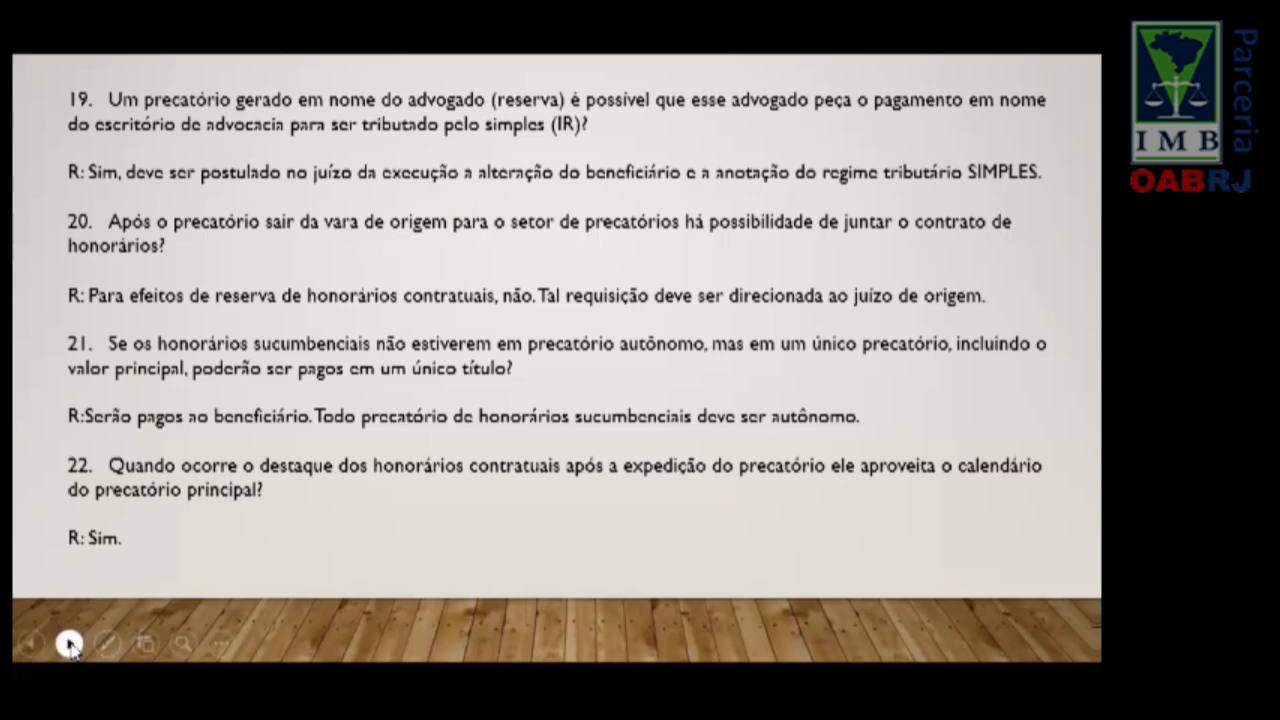 19. Um precatório gerado em nome do advogado (reserva) é possível que esse advogado peça o pagamento em nome
do escritório de advocacia para ser tributado pelo simples (IR)?
R: Sim, deve ser postulado no juízo da execução a alteração do beneficiário e a anotação do regime tributário SIMPLES.
20. Após o precatório sair da vara de origem para o setor de precatórios há possibilidade de juntar o contrato de
honorários?
R: Para efeitos de reserva de honorários contratuais, não. Tal requisição deve ser direcionada ao juízo de origem.
21. Se os honorários sucumbenciais não estiverem em precatório autônomo, mas em um único precatório, incluindo o
valor principal, poderão ser pagos em um único título?
R:Serão pagos ao beneficiário. Todo precatório de honorários sucumbenciais deve ser autônomo.
22. Quando ocorre o destaque dos honorários contratuais após a expedição do precatório ele aproveita o calendário
do precatório principal?
R: Sim.
Parceria
I M B
OABRJ